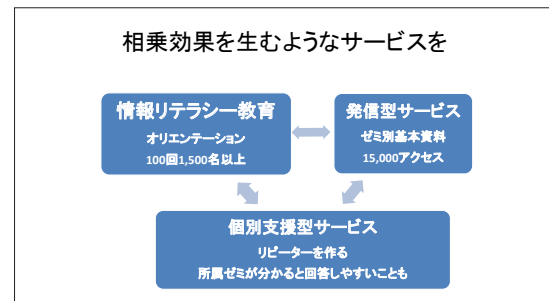 相乗効果を生むようなサービスを
情報リテラシー教育
オリエンテーション
100回1,500名以上
発信型サービス
ゼミ別基本資料
15,000アクセス
個別支援型サービス
リピーターを作る
所属ゼミが分かると回答しやすいことも